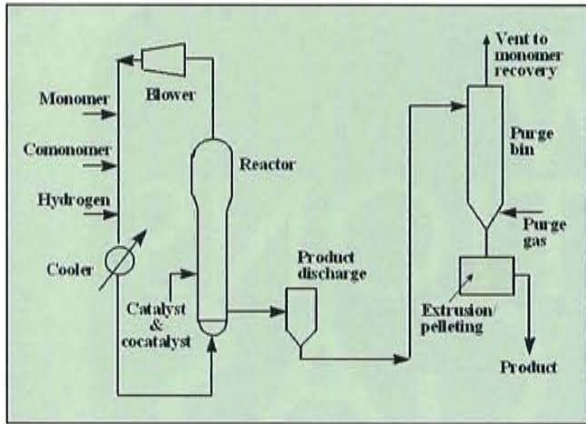 Vent to
monomer
recovery
Blower
Monomer
Comonomer
Hydrogen
Cooler
Reactor
Purge
bin
Purge
gas
Product
discharge
Catalyst
&
cocatalyst
Extrusion/
pelleting
Product